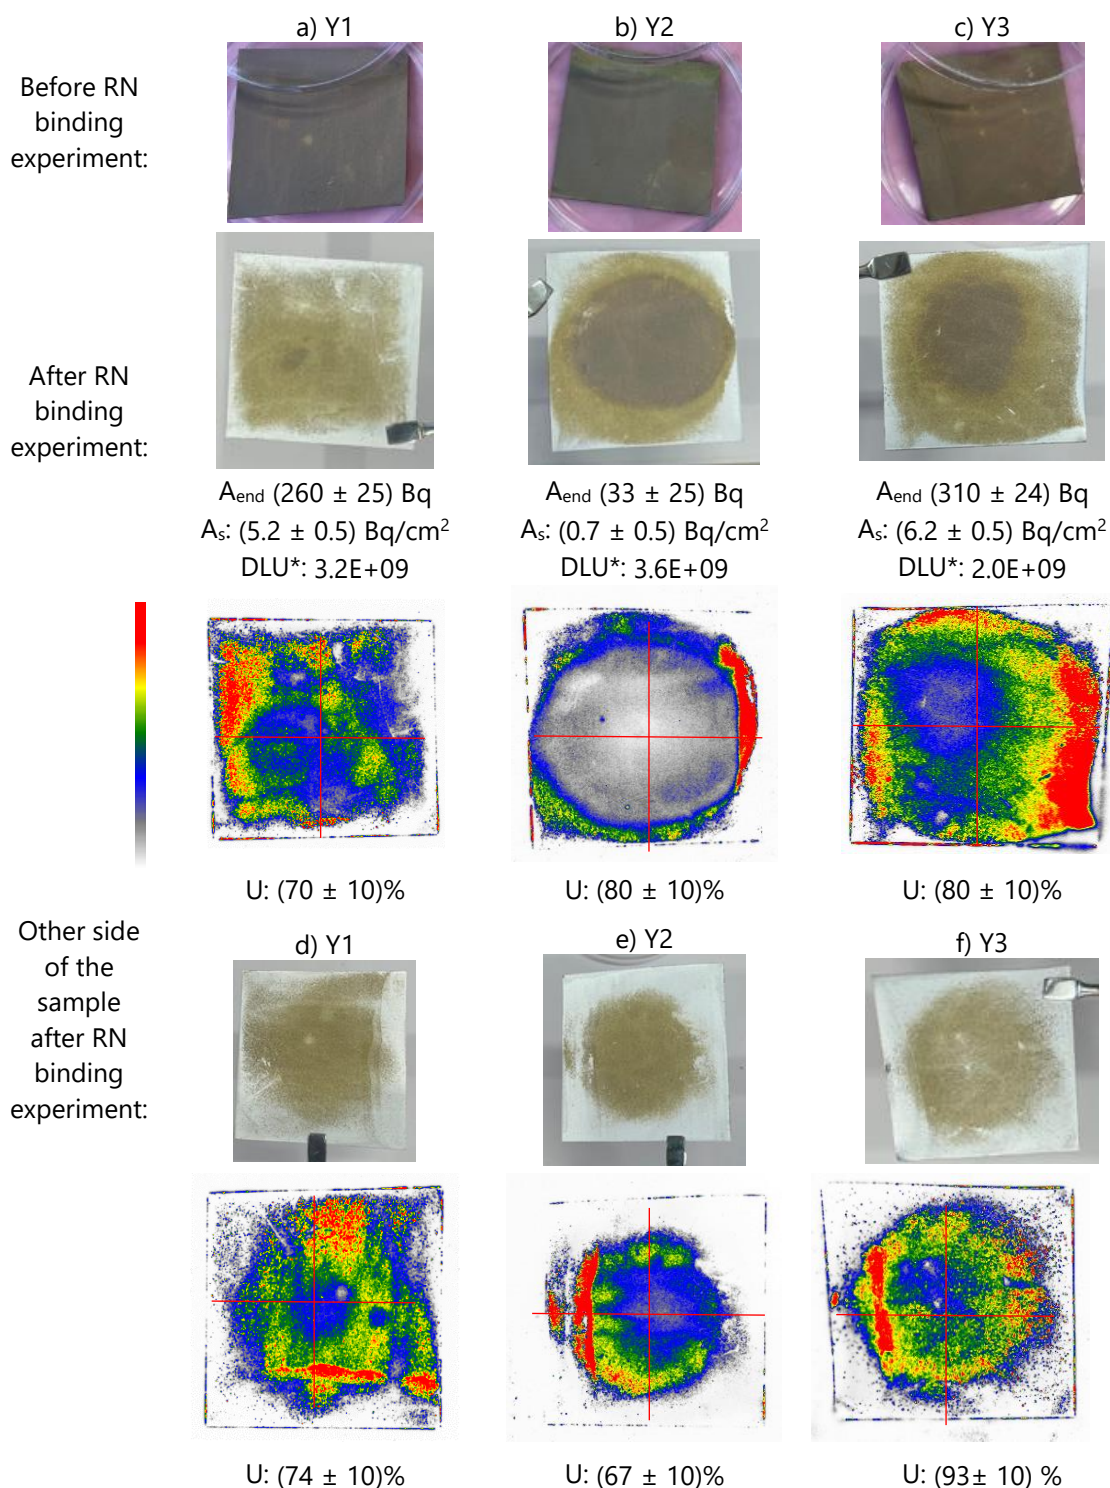 a) Y1
b) Y2
c) Y3
Before RN
binding
experiment:
After RN
binding
experiment:
Aend (260 ± 25) Bq
Aend (33 ± 25) Bq
Aend (310 ± 24) Bq
As: (5.2 ± 0.5) Bq/cm²
As: (0.7 ± 0.5) Bq/cm²
As: (6.2 ± 0.5) Bq/cm²
DLU*: 3.2E+09
DLU*: 3.6E+09
DLU*: 2.0E+09
U: (70 ± 10)%
U: (80 ± 10)%
U: (80 ± 10)%
Other side
of the
sample
after RN
binding
experiment:
d) Y1
e) Y2
f) Y3
U: (74 ± 10)%
U: (67 ± 10)%
U: (93± 10) %